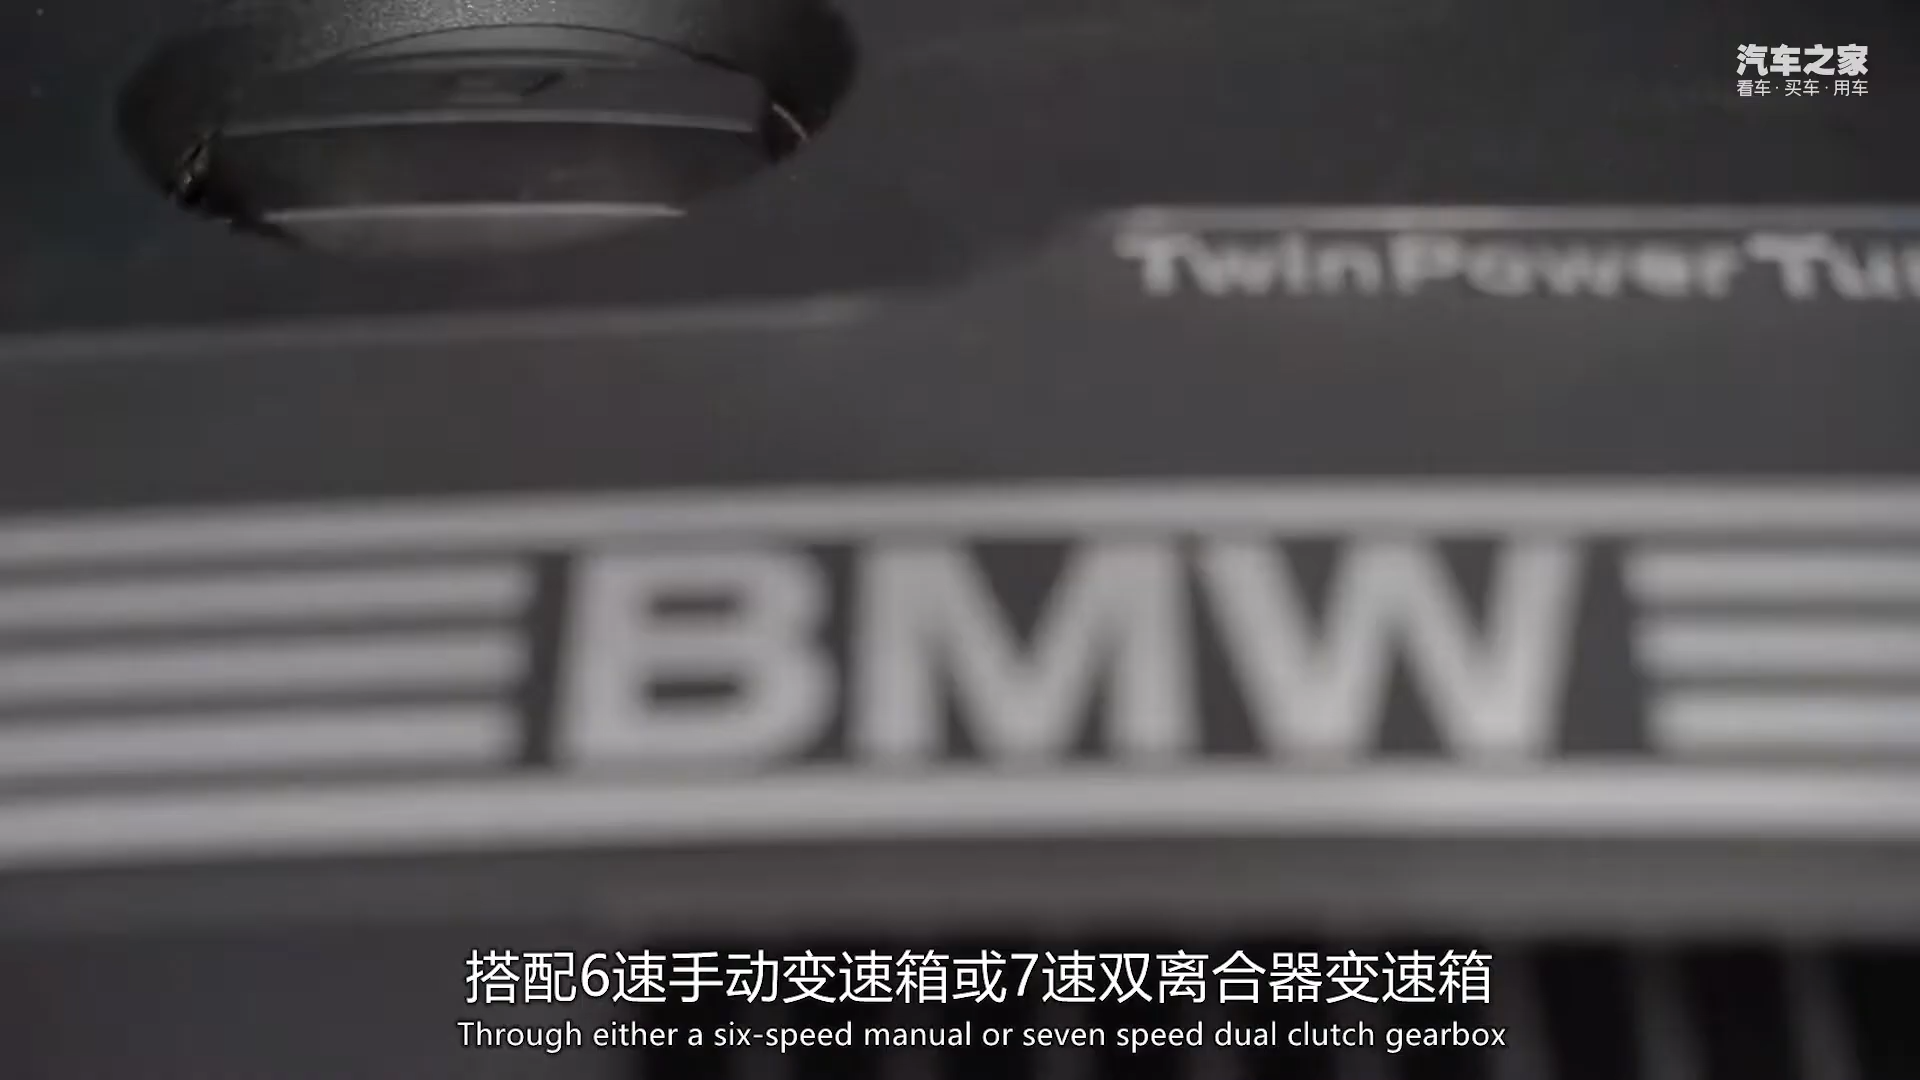 汽车之家
看车·买车·用车
TwinPower Tu
BMW
搭配6速手动变速箱或7速双离合器变速箱
Through either a six-speed manual or seven speed dual clutch gearbox